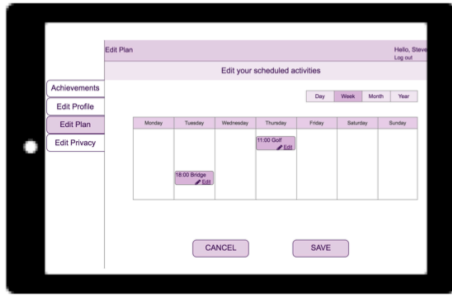 Edit Plan
Hello, Steve
Log out
Edit your scheduled activities
Achievements
Edit Profile
Edit Plan
Edit Privacy
Day Week Month Year
Monday Tuesday Wednesday Thursday Friday Saturday Sunday
11:00 Golf
Edit
16:00 Bridge
Edit
CANCEL SAVE